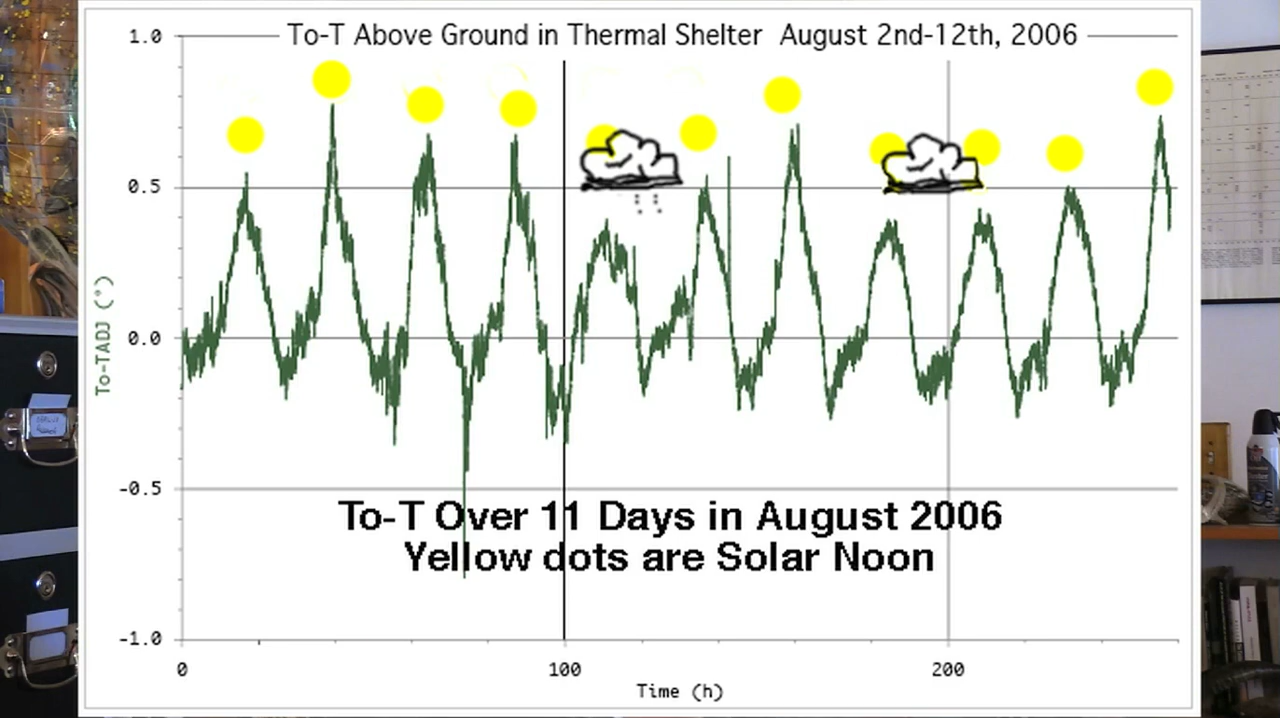 To-T Above Ground in Thermal Shelter August 2nd-12th, 2006
1.0
0.5
0.0
-0.5
-1.0
To-TADJ (°)
To-T Over 11 Days in August 2006
Yellow dots are Solar Noon
0
100
200
Time (h)